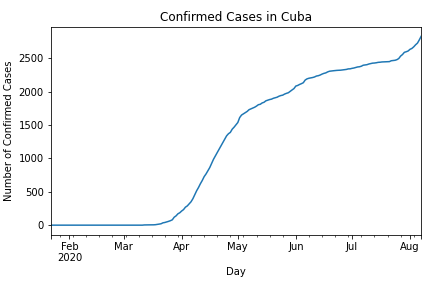 Confirmed Cases in Cuba
Number of Confirmed Cases
2500
2000
1500
1000
500
0
Feb Mar Apr May Jun Jul Aug
2020
Day